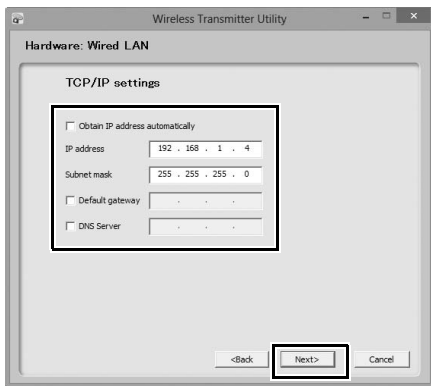 Wireless Transmitter Utility
Hardware: Wired LAN
TCP/IP settings
Obtain IP address automatically
IP address 192 . 168 . 1 . 4
Subnet mask 255 . 255 . 255 . 0
Default gateway . . .
DNS Server . . .
<Back Next> Cancel